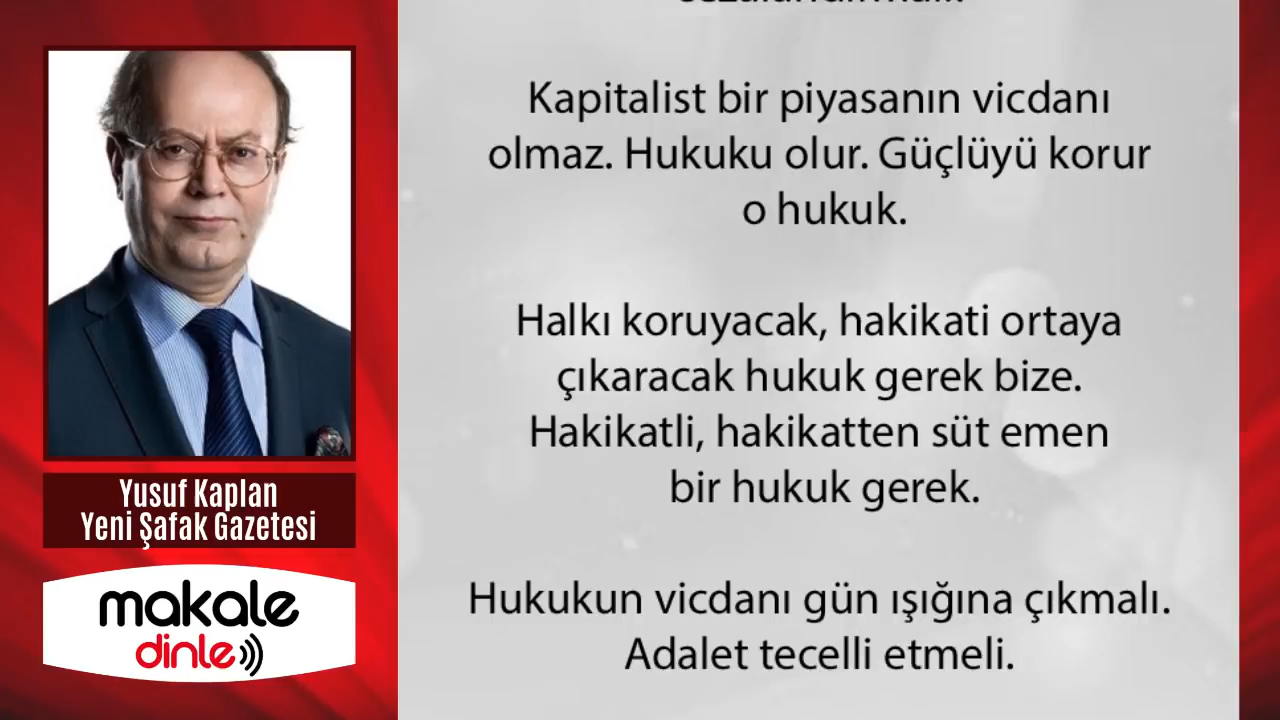 Kapitalist bir piyasanın vicdanı
olmaz. Hukuku olur. Güçlüyü korur
o hukuk.
Halkı koruyacak, hakikati ortaya
çıkaracak hukuk gerek bize.
Hakikatli, hakikatten süt emen
bir hukuk gerek.
Hukukun vicdanı gün ışığına çıkmalı.
Adalet tecelli etmeli.
Yusuf Kaplan
Yeni Şafak Gazetesi
makale
dinle